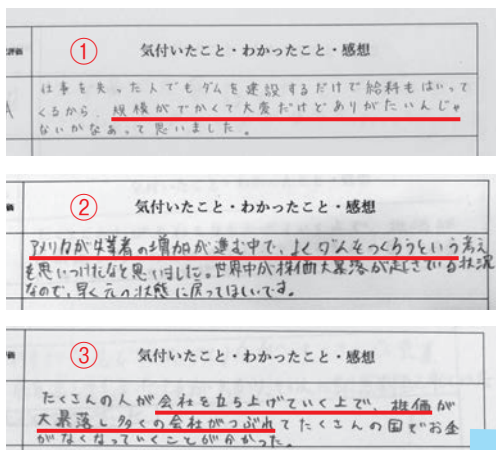 評価 ① 気付いたこと・わかったこと・感想
A 仕事を失った人でもダムを建設するだけで給料もはいって
くるから、規模がでかくて大変だけどありがたいんじゃ
ないかなあって思いました。
価 ② 気付いたこと・わかったこと・感想
アメリカが失業者の増加が進む中で、よくダムをつくろうという考え
を思いつけたなと思いました。世界中が株価大暴落が起きている状況
なので、早く元の状態に戻ってほしいです。
評価 ③ 気付いたこと・わかったこと・感想
たくさんの人が会社を立ち上げていく上で、株価が
大暴落し多くの会社がつぶれてたくさんの国でお金
がなくなっていくことが分かった。